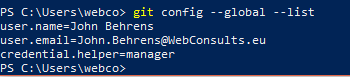 PS C:\Users\webco> git config --global --list
user.name=John Behrens
user.email=John.Behrens@WebConsults.eu
credential.helper=manager
PS C:\Users\webco>